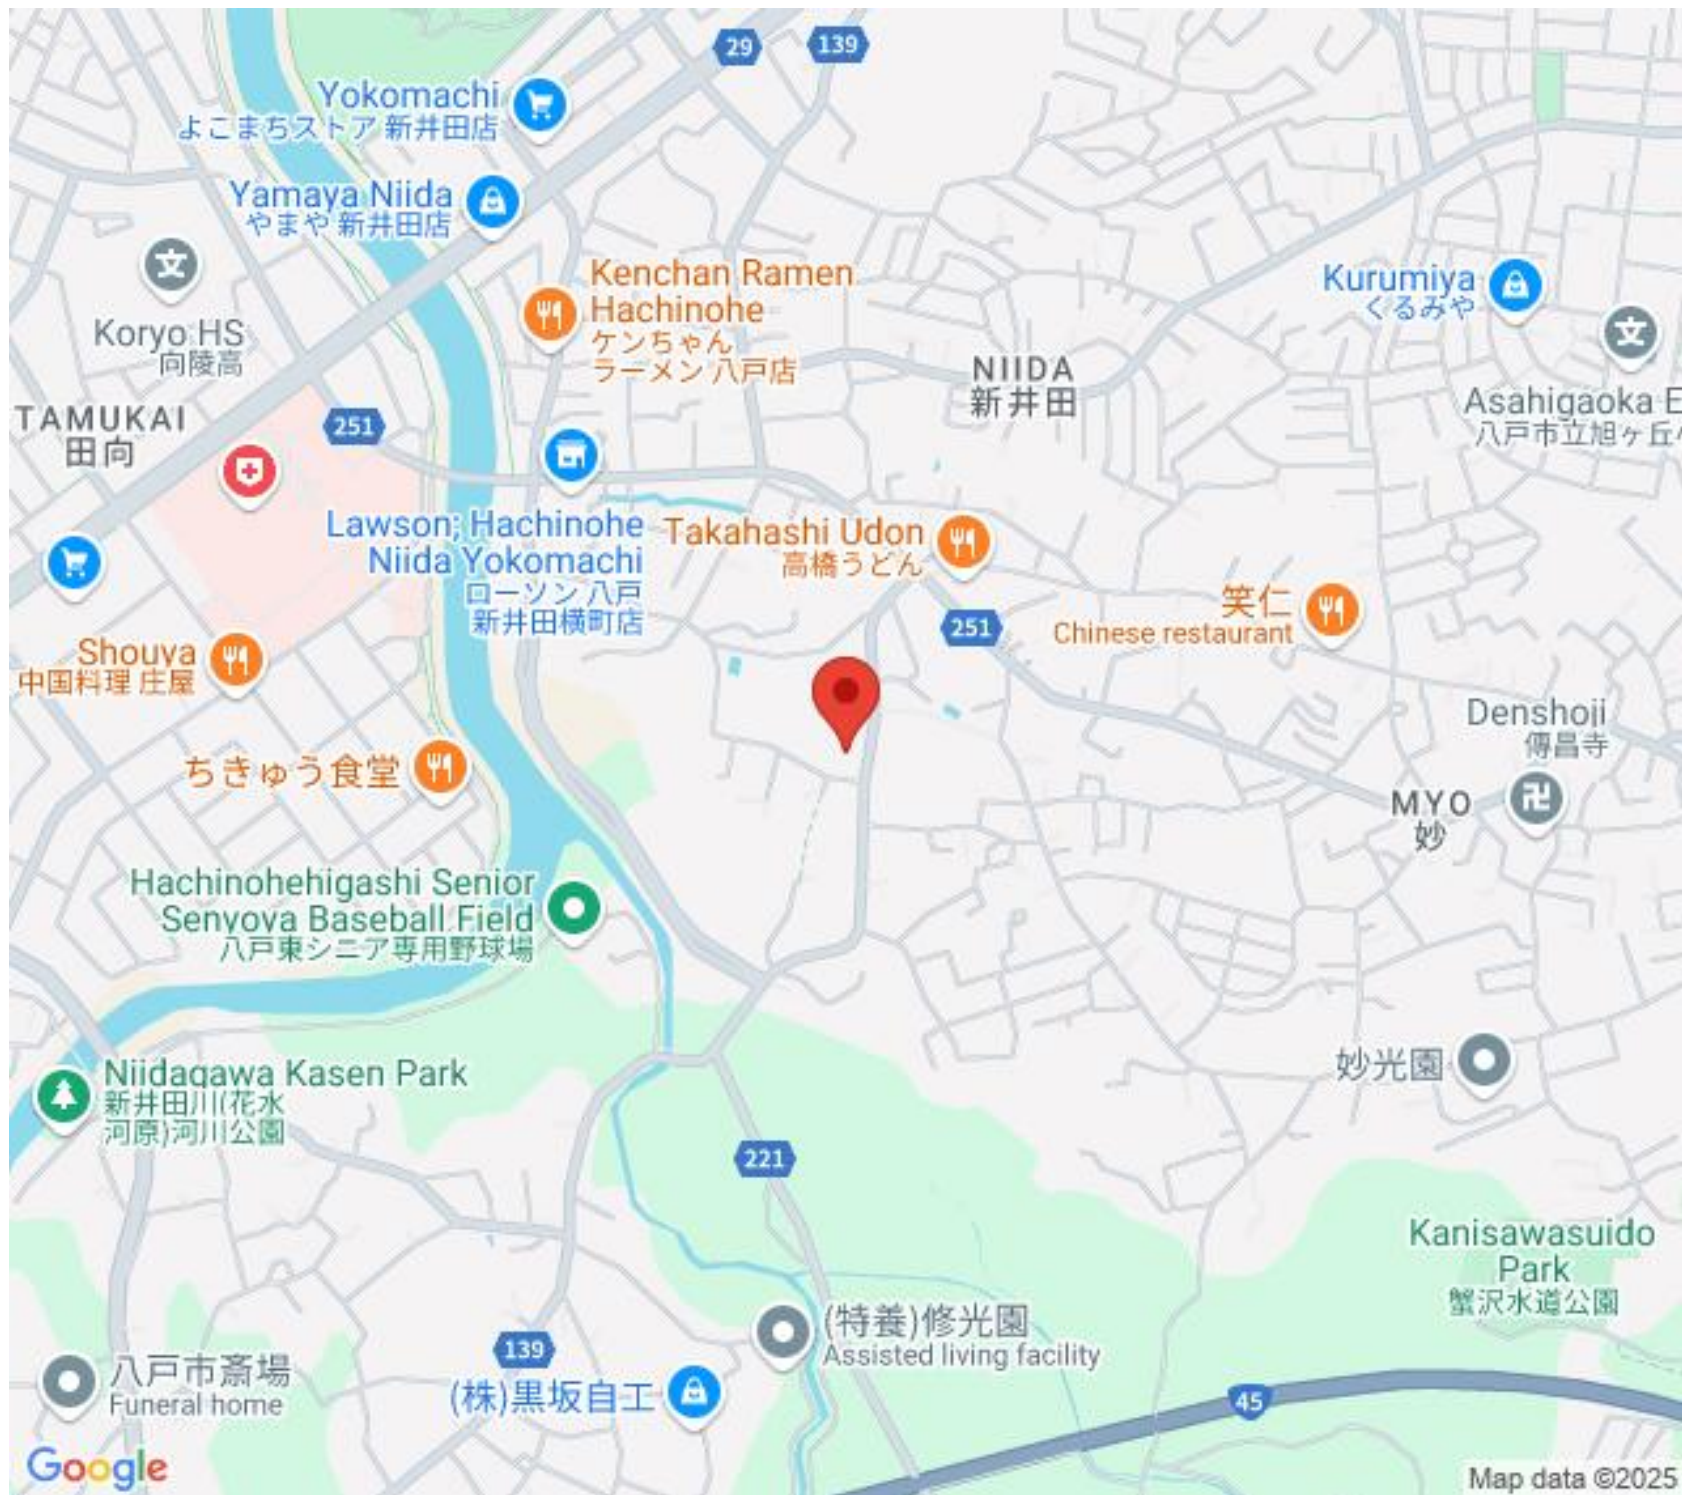 29
139
Yokomachi
よこまちストア 新井田店
Yamaya Niida
やまや 新井田店
文
Koryo HS
向陵高
Kenchan Ramen
Hachinohe
ケンちゃん
ラーメン 八戸店
Kurumiya
くるみや
文
NIIDA
新井田
Asahigaoka E
八戸市立旭ヶ丘小
TAMUKAI
田向
251
Lawson; Hachinohe
Niida Yokomachi
ローソン 八戸
新井田横町店
Takahashi Udon
高橋うどん
251
笑仁
Chinese restaurant
Shouya
中国料理 庄屋
Denshoji
傳昌寺
ちきゅう食堂
MYO
妙
卍
Hachinohehigashi Senior
Senyoya Baseball Field
八戸東シニア専用野球場
妙光園
Niidagawa Kasen Park
新井田川(花水
河原)河川公園
221
Kanisawasuido
Park
蟹沢水道公園
(特養)修光園
Assisted living facility
139
八戸市斎場
Funeral home
(株)黒坂自工
45
Google
Map data ©2025